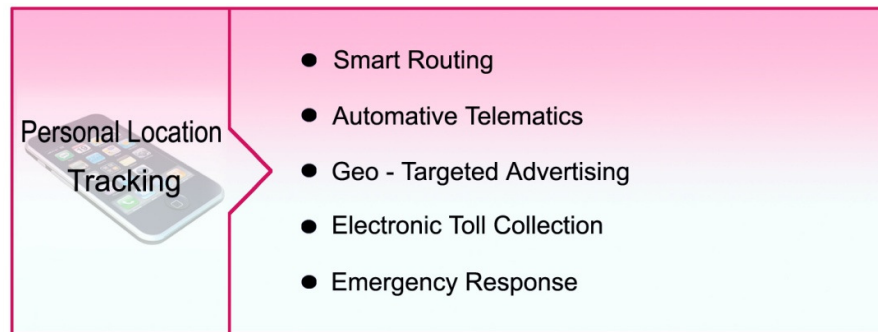 Personal Location
Tracking
● Smart Routing
● Automative Telematics
● Geo - Targeted Advertising
● Electronic Toll Collection
● Emergency Response